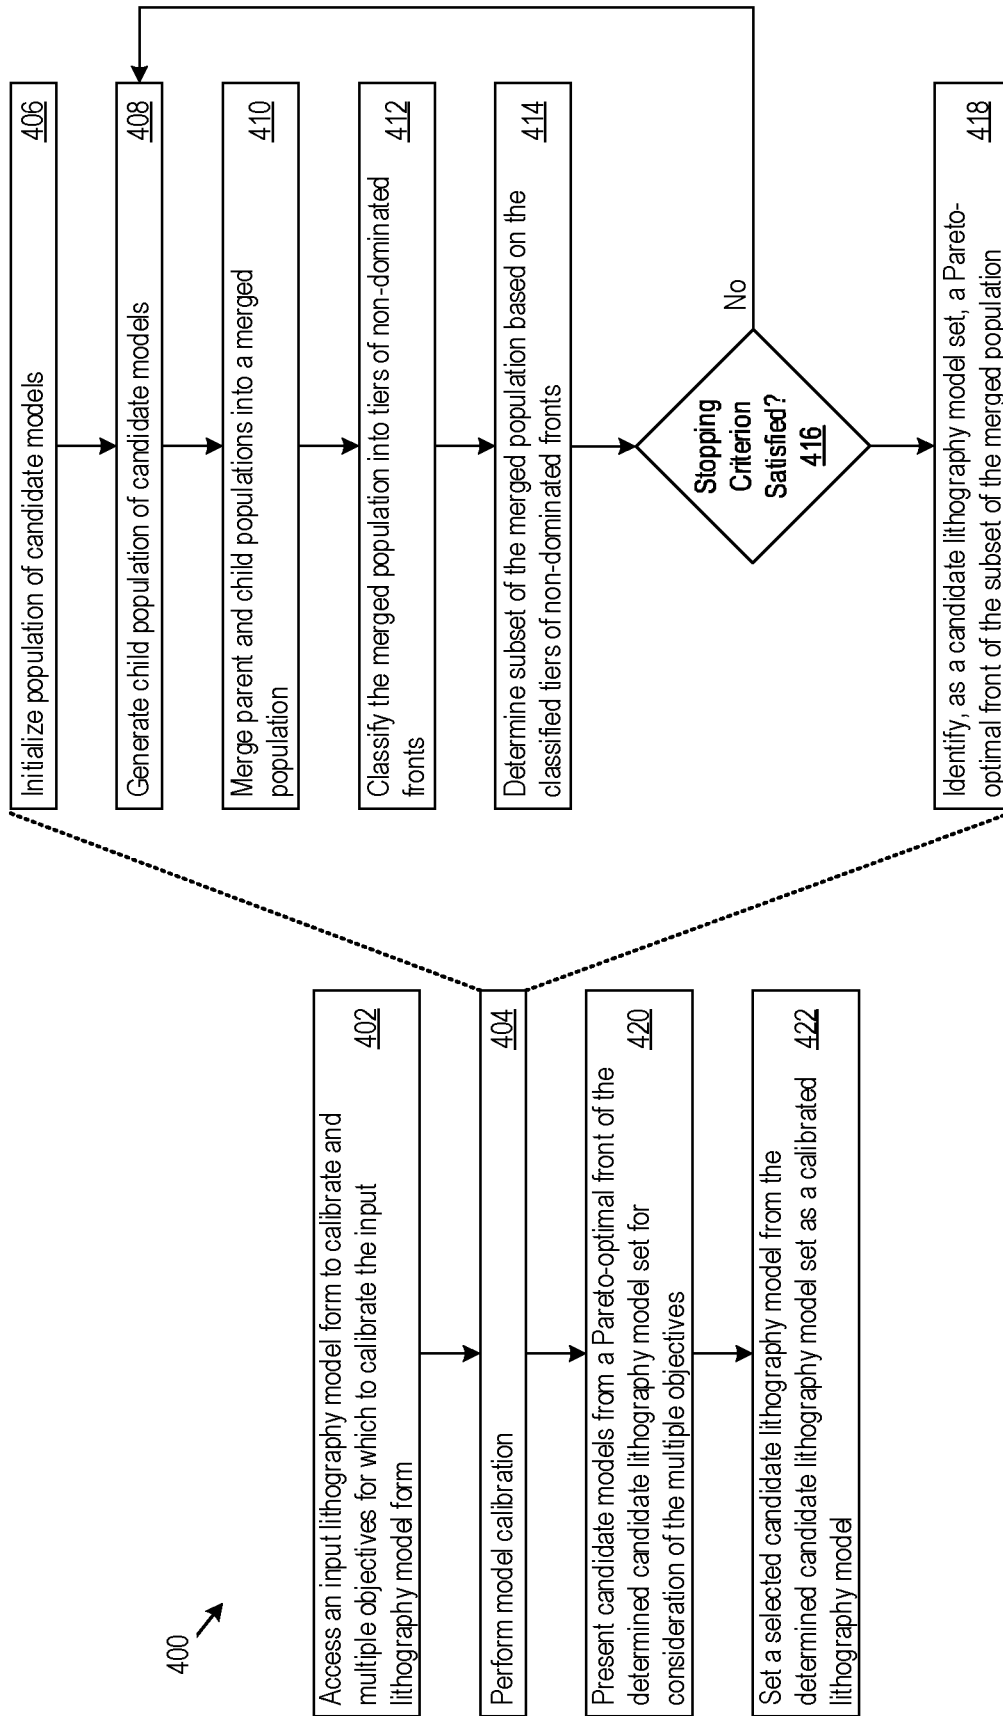 400
Access an input lithography model form to calibrate and
multiple objectives for which to calibrate the input
lithography model form
402
Perform model calibration
404
Present candidate models from a Pareto-optimal front of the
determined candidate lithography model set for
consideration of the multiple objectives
420
Set a selected candidate lithography model from the
determined candidate lithography model set as a calibrated
lithography model
422
Initialize population of candidate models
406
Generate child population of candidate models
408
Merge parent and child populations into a merged
population
410
Classify the merged population into tiers of non-dominated
fronts
412
Determine subset of the merged population based on the
classified tiers of non-dominated fronts
414
Stopping
Criterion
Satisfied?
416
No
Identify, as a candidate lithography model set, a Pareto-
optimal front of the subset of the merged population
418